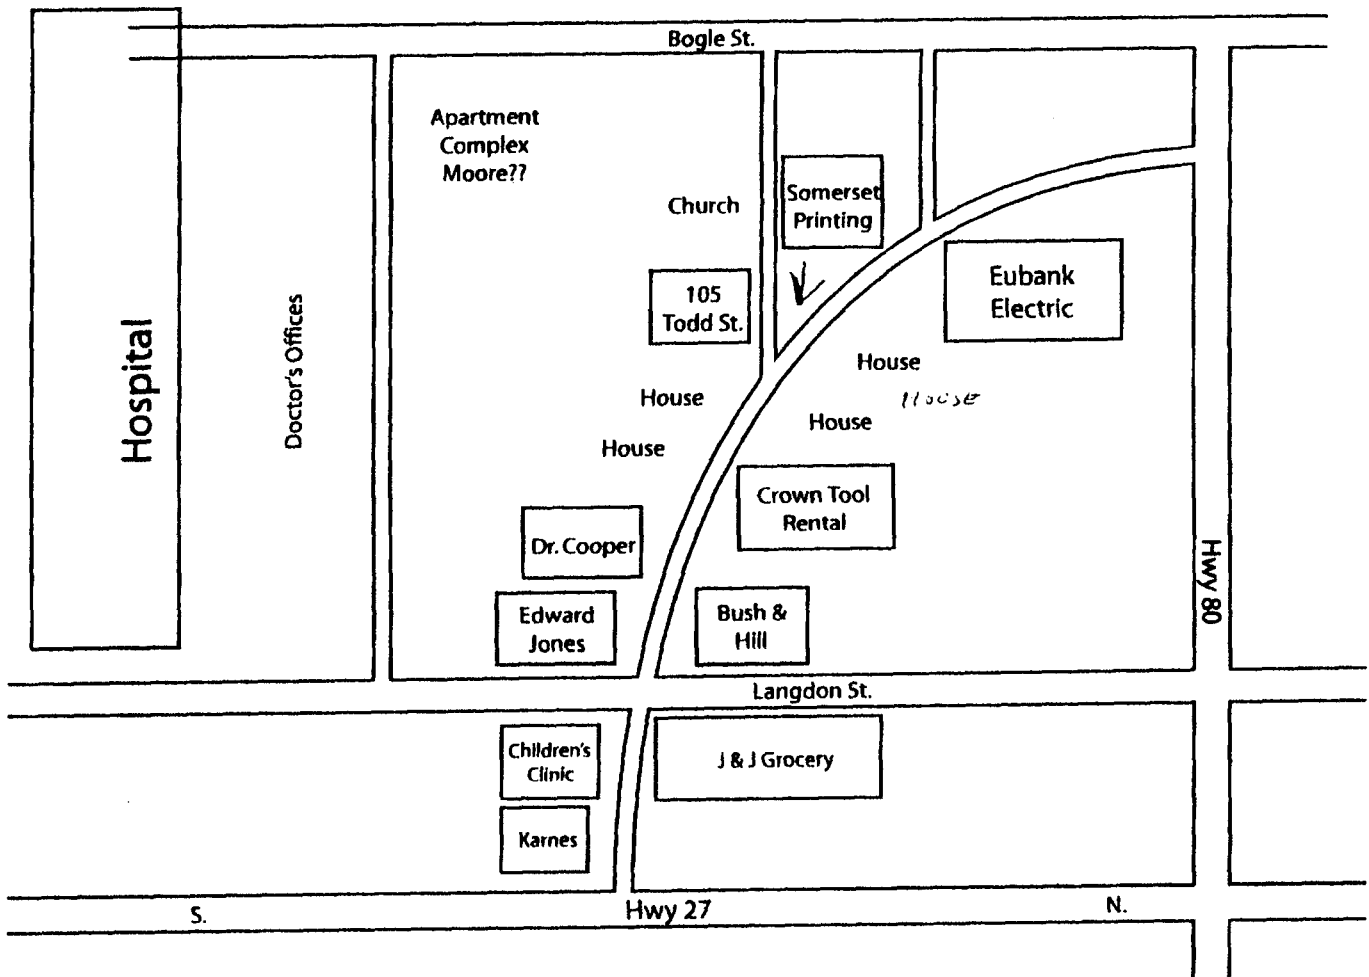 Bogle St.
Apartment
Complex
Moore??
Church
Somerset
Printing
105
Todd St.
Eubank
Electric
Hospital
Doctor's Offices
House
House
House
House
House
Crown Tool
Rental
Dr. Cooper
Edward
Jones
Bush &
Hill
Hwy 80
Langdon St.
Children's
Clinic
J & J Grocery
Karnes
S.
Hwy 27
N.